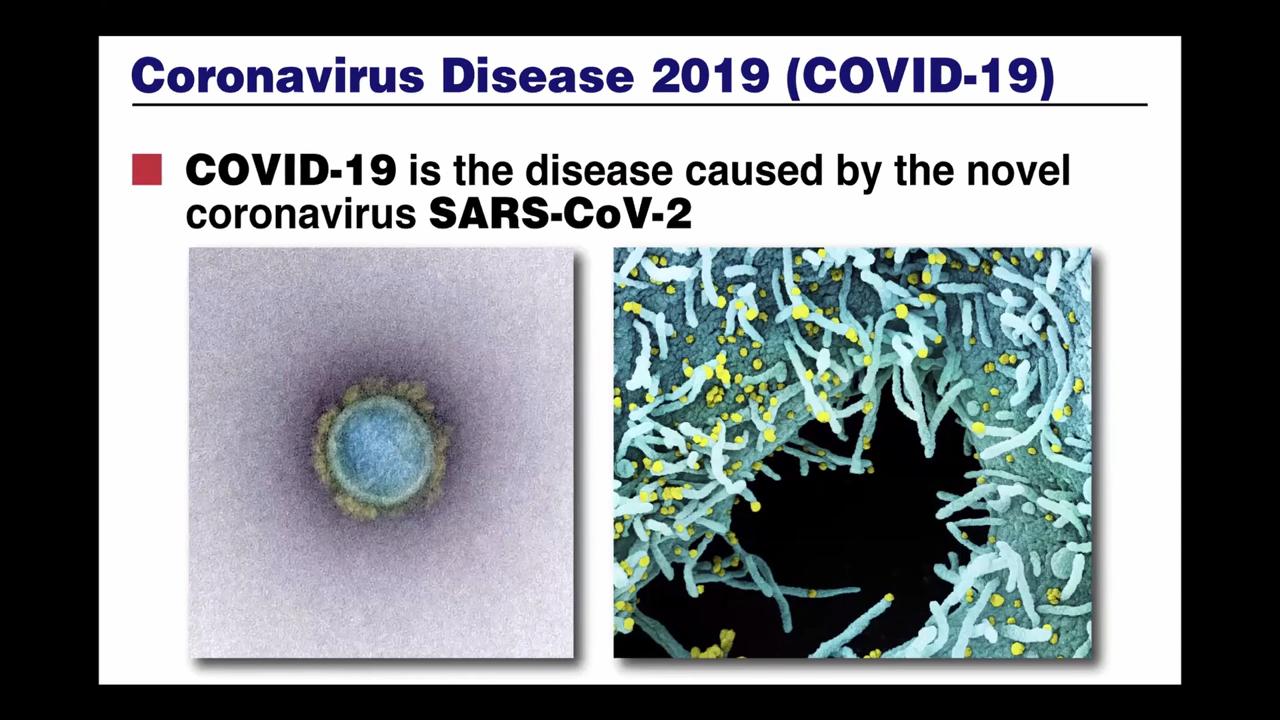 Coronavirus Disease 2019 (COVID-19)
COVID-19 is the disease caused by the novel
coronavirus SARS-CoV-2